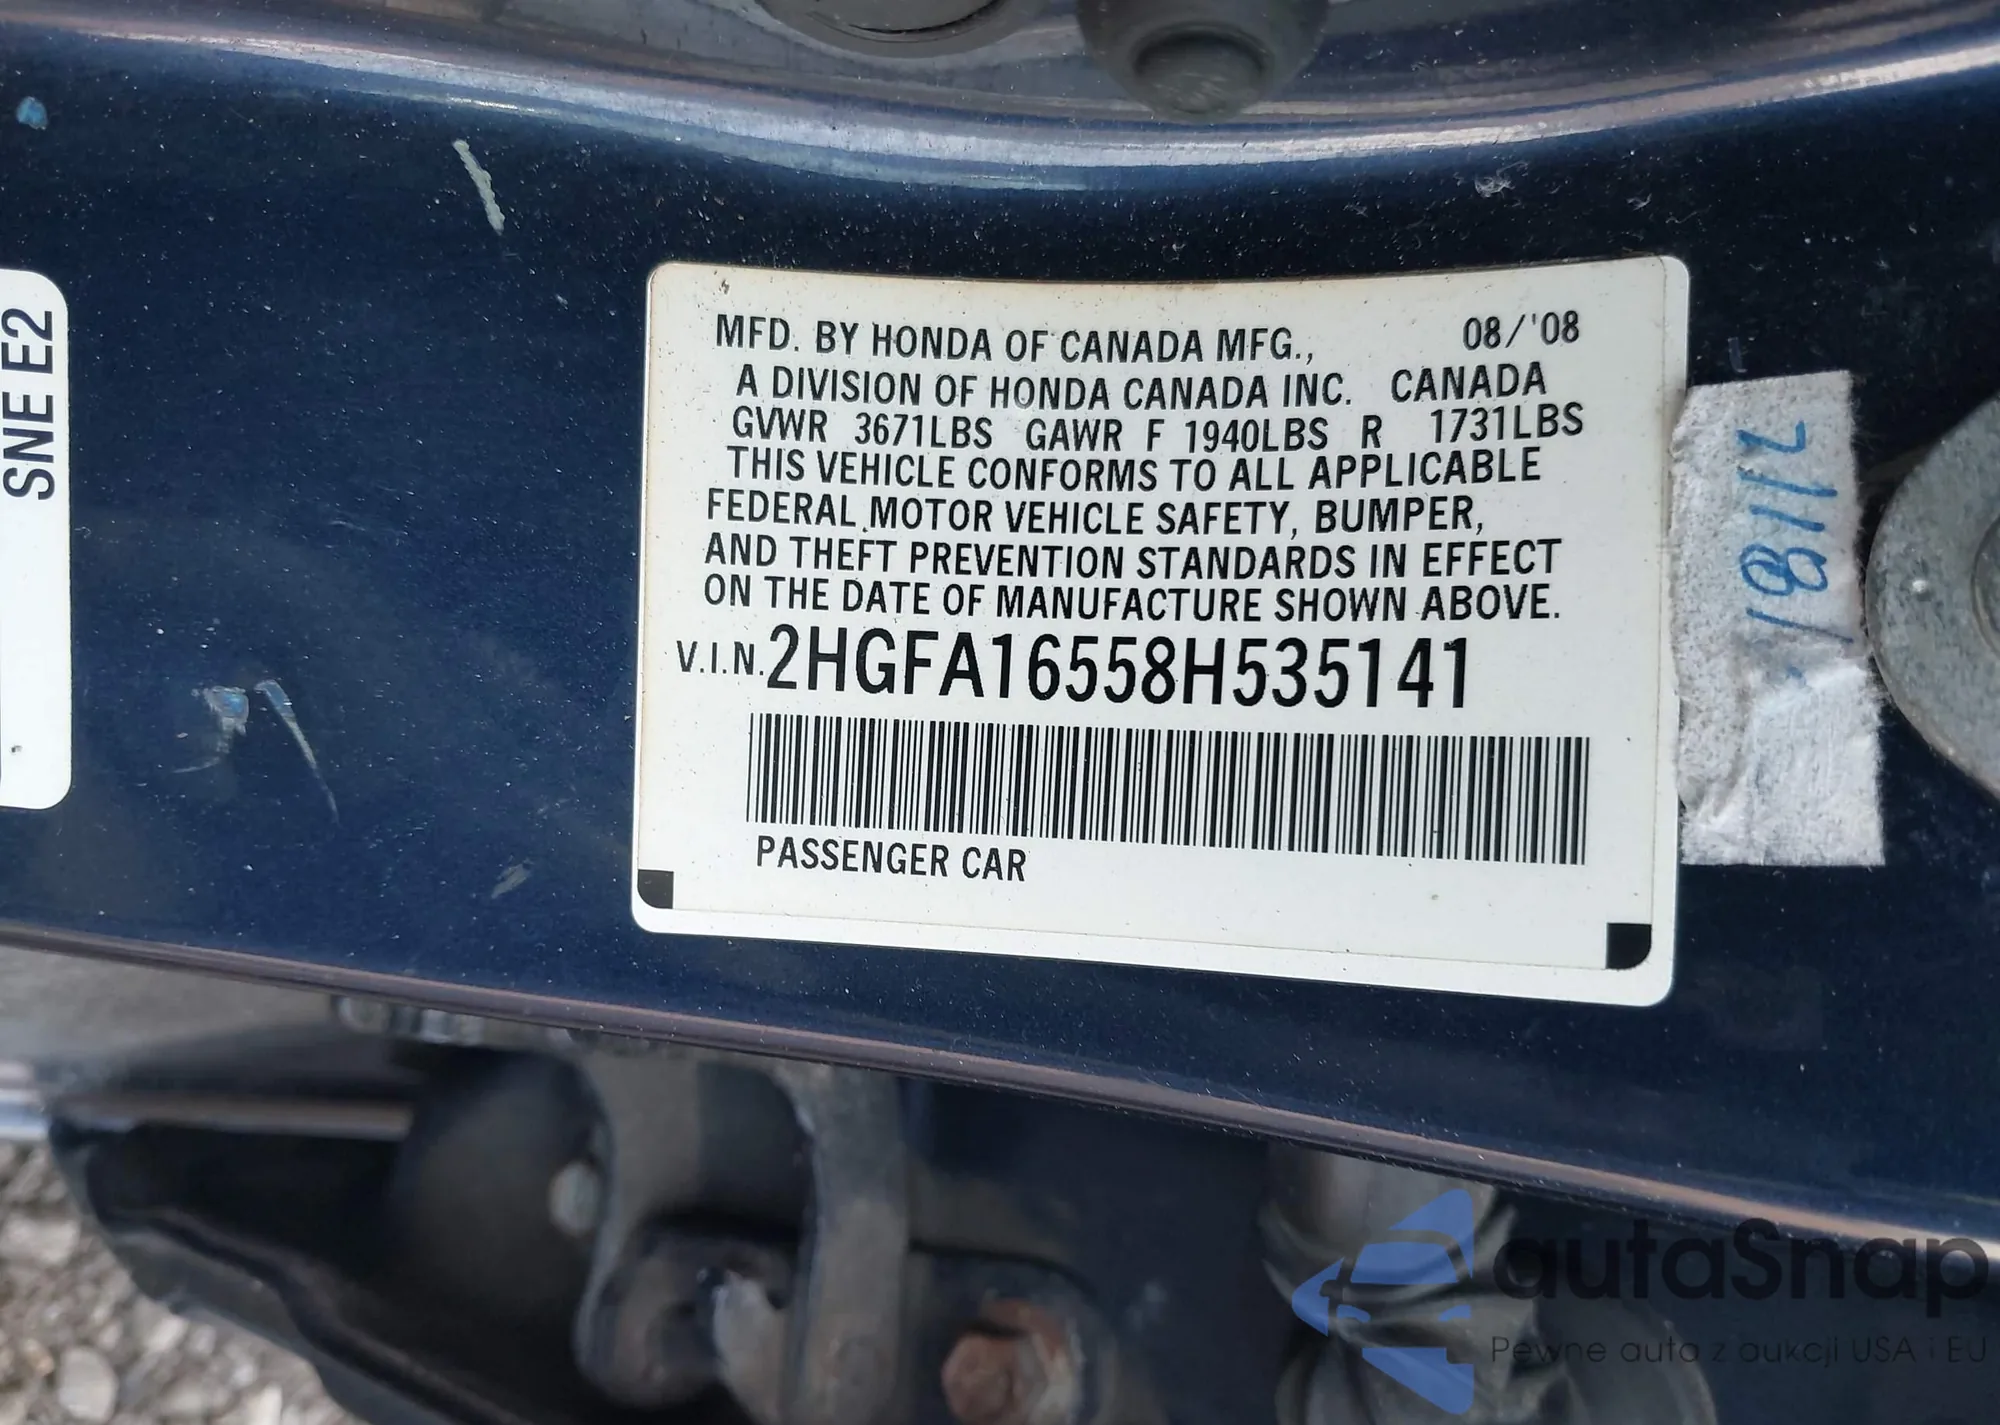 SNE E2
MFD. BY HONDA OF CANADA MFG., 08/'08
A DIVISION OF HONDA CANADA INC. CANADA
GVWR 3671LBS GAWR F 1940LBS R 1731LBS
THIS VEHICLE CONFORMS TO ALL APPLICABLE
FEDERAL MOTOR VEHICLE SAFETY, BUMPER,
AND THEFT PREVENTION STANDARDS IN EFFECT
ON THE DATE OF MANUFACTURE SHOWN ABOVE.
V.I.N. 2HGFA16558H535141
PASSENGER CAR
autaSnap
Pewne auta z aukcji USA i EU